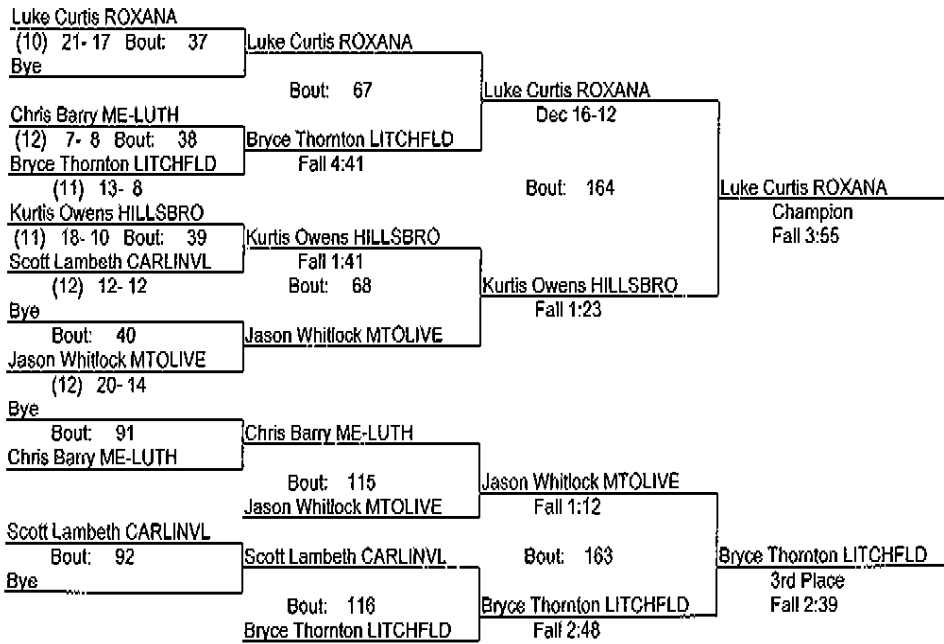 Luke Curtis ROXANA
(10) 21- 17 Bout: 37
Bye
Luke Curtis ROXANA
Bout: 67
Chris Barry ME-LUTH
(12) 7- 8 Bout: 38
Bryce Thornton LITCHFLD
(11) 13- 8
Bryce Thornton LITCHFLD
Fall 4:41
Luke Curtis ROXANA
Dec 16-12
Bout: 164
Kurtis Owens HILLSBRO
(11) 18- 10 Bout: 39
Scott Lambeth CARLINVL
(12) 12- 12
Kurtis Owens HILLSBRO
Fall 1:41
Bout: 68
Bye
Bout: 40
Jason Whitlock MTOLIVE
(12) 20- 14
Jason Whitlock MTOLIVE
Kurtis Owens HILLSBRO
Fall 1:23
Luke Curtis ROXANA
Champion
Fall 3:55
Bye
Bout: 91
Chris Barry ME-LUTH
Chris Barry ME-LUTH
Bout: 115
Jason Whitlock MTOLIVE
Jason Whitlock MTOLIVE
Fall 1:12
Bout: 163
Scott Lambeth CARLINVL
Bout: 92
Bye
Scott Lambeth CARLINVL
Bout: 116
Bryce Thornton LITCHFLD
Bryce Thornton LITCHFLD
Fall 2:48
Bryce Thornton LITCHFLD
3rd Place
Fall 2:39